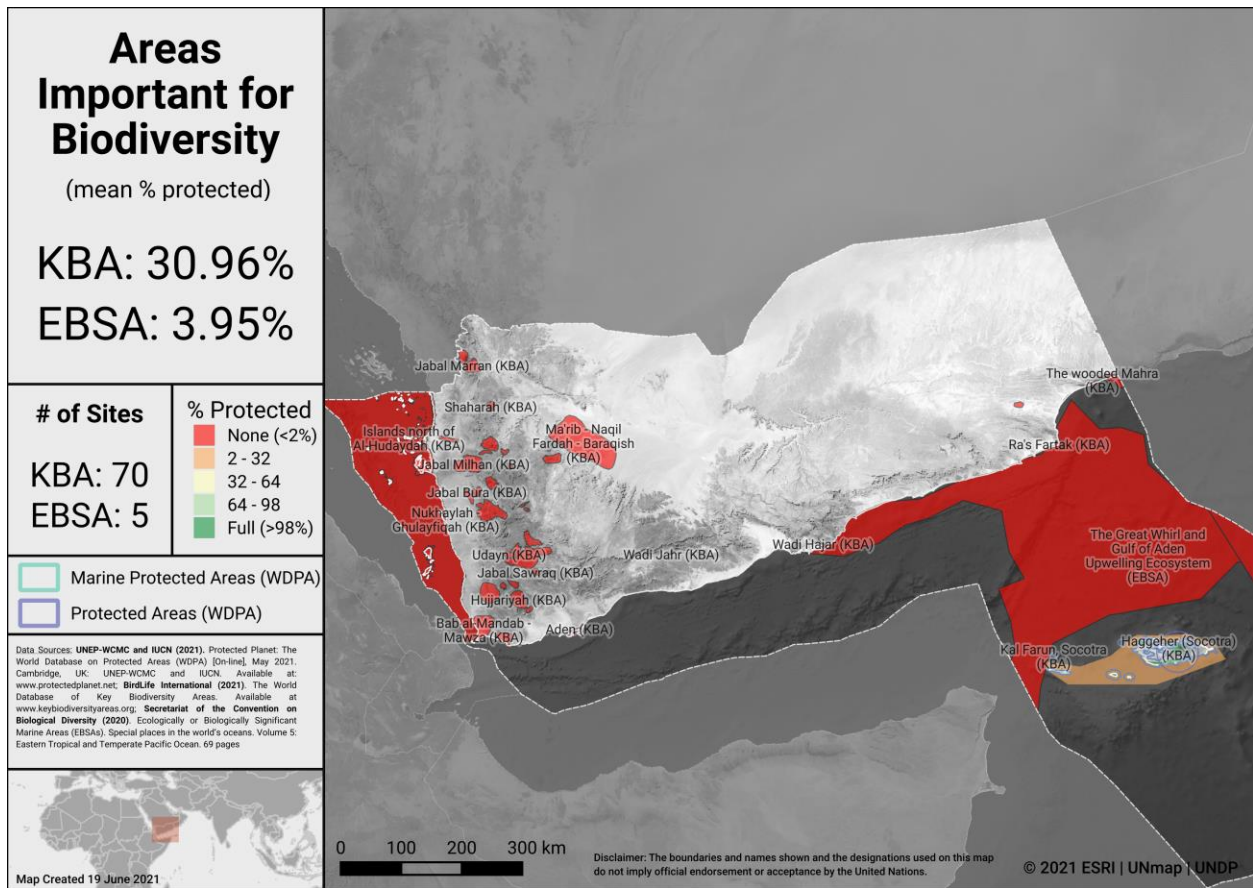 Areas
Important for
Biodiversity
(mean % protected)
KBA: 30.96%
EBSA: 3.95%
# of Sites
KBA: 70
EBSA: 5
% Protected
None (<2%)
2 - 32
32 - 64
64 - 98
Full (>98%)
Marine Protected Areas (WDPA)
Protected Areas (WDPA)
Data Sources: UNEP-WCMC and IUCN (2021). Protected Planet: The
World Database on Protected Areas (WDPA) [On-line], May 2021.
Cambridge, UK: UNEP-WCMC and IUCN. Available at:
www.protectedplanet.net; BirdLife International (2021). The World
Database of Key Biodiversity Areas. Available at
www.keybiodiversityareas.org; Secretariat of the Convention on
Biological Diversity (2020). Ecologically or Biologically Significant
Marine Areas (EBSAs). Special places in the world's oceans. Volume 5:
Eastern Tropical and Temperate Pacific Ocean. 69 pages
Map Created 19 June 2021
Jabal Marran (KBA)
Shaharah (KBA)
Islands north of
Al-Hudaydah (KBA)
Ma'rib - Naqil
Fardah - Baraqish
(KBA)
Jabal Milhan (KBA)
Jabal Bura (KBA)
Nukhaylah -
Ghulayfiqah (KBA)
Udayn (KBA)
Jabal Sawraq (KBA)
Hujjariyah (KBA)
Bab al-Mandab -
Mawza (KBA)
Aden (KBA)
Wadi Jahr (KBA)
Wadi Hajar (KBA)
The wooded Mahra
(KBA)
Ra's Fartak (KBA)
The Great Whirl and
Gulf of Aden
Upwelling Ecosystem
(EBSA)
Kal Farun, Socotra
(KBA)
Haggeher (Socotra)
(KBA)
0 100 200 300 km
Disclaimer: The boundaries and names shown and the designations used on this map
do not imply official endorsement or acceptance by the United Nations.
© 2021 ESRI | UNmap | UNDP